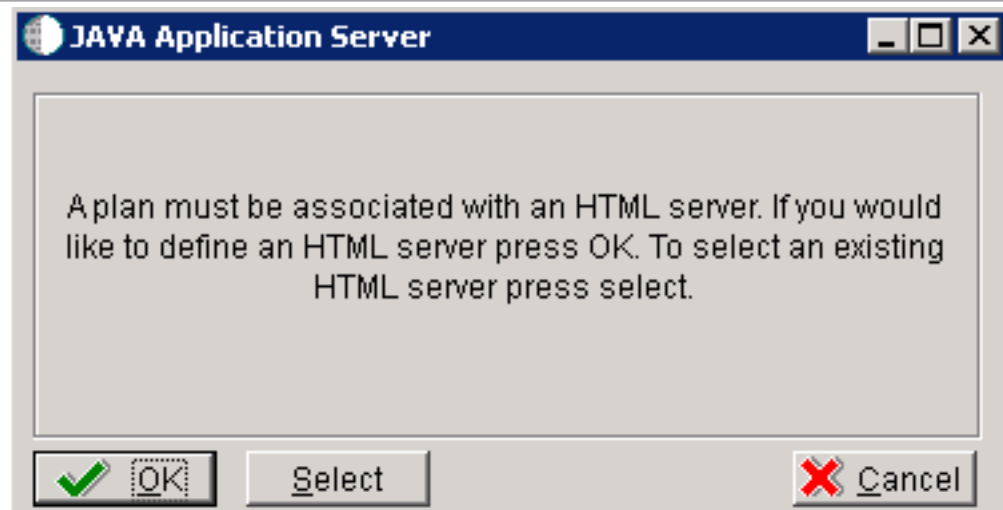 JAVA Application Server
A plan must be associated with an HTML server. If you would
like to define an HTML server press OK. To select an existing
HTML server press select.
OK
Select
Cancel